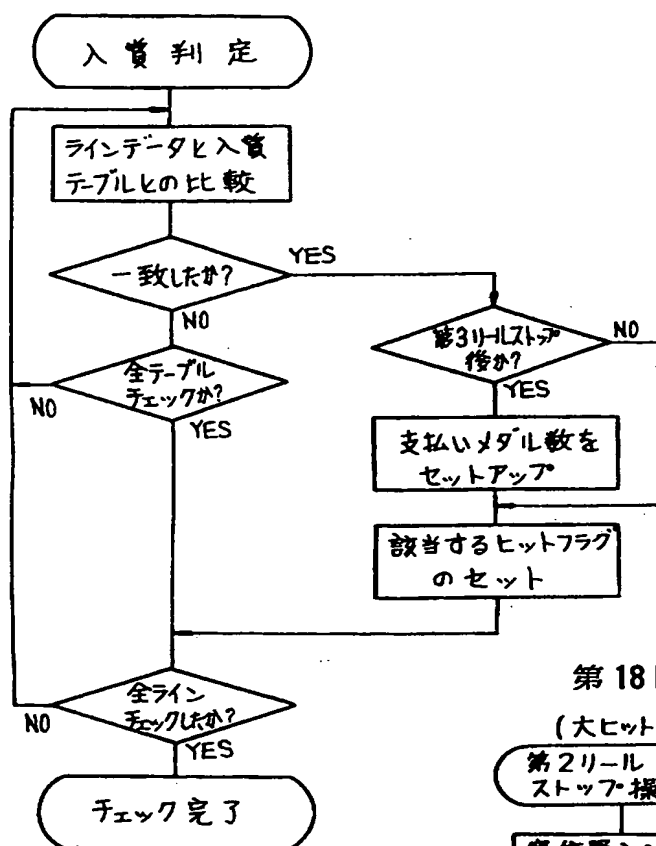 入賞判定
ラインデータと入賞
テーブルとの比較
一致したか?
YES
NO
第3リールストップ
後か?
NO
YES
全テーブル
チェックか?
NO
YES
支払いメダル数を
セットアップ
該当するヒットフラグ
のセット
全ライン
チェックしたか?
NO
YES
チェック完了
第18
(大ヒット
第2リール
ストップ操